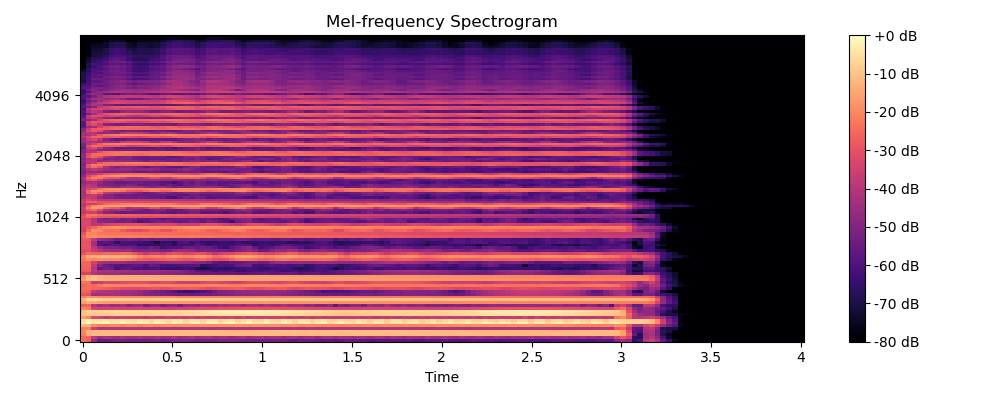 Mel-frequency Spectrogram
Hz
4096
2048
1024
512
0
0
0.5
1
1.5
2
2.5
3
3.5
4
Time
+0 dB
-10 dB
-20 dB
-30 dB
-40 dB
-50 dB
-60 dB
-70 dB
-80 dB